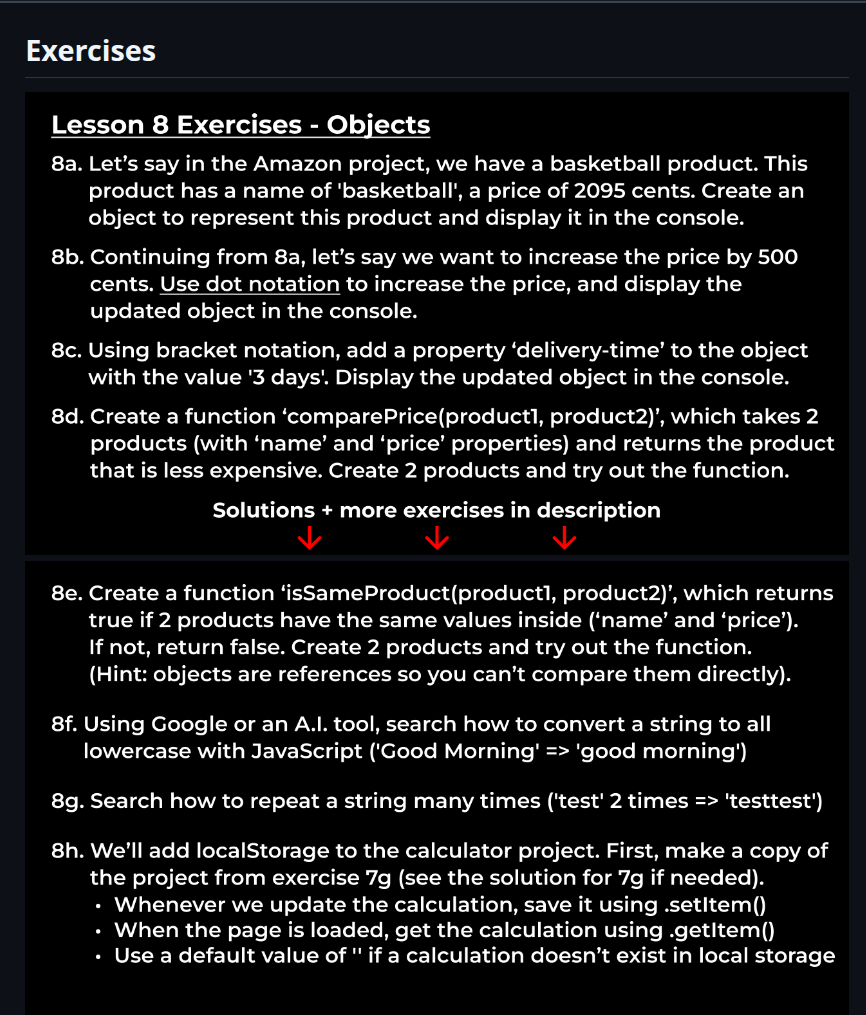 Exercises
Lesson 8 Exercises - Objects
8a. Let’s say in the Amazon project, we have a basketball product. This
product has a name of 'basketball', a price of 2095 cents. Create an
object to represent this product and display it in the console.
8b. Continuing from 8a, let’s say we want to increase the price by 500
cents. Use dot notation to increase the price, and display the
updated object in the console.
8c. Using bracket notation, add a property ‘delivery-time’ to the object
with the value '3 days'. Display the updated object in the console.
8d. Create a function ‘comparePrice(product1, product2)’, which takes 2
products (with ‘name’ and ‘price’ properties) and returns the product
that is less expensive. Create 2 products and try out the function.
Solutions + more exercises in description
8e. Create a function ‘isSameProduct(product1, product2)’, which returns
true if 2 products have the same values inside (‘name’ and ‘price’).
If not, return false. Create 2 products and try out the function.
(Hint: objects are references so you can’t compare them directly).
8f. Using Google or an A.I. tool, search how to convert a string to all
lowercase with JavaScript ('Good Morning' => 'good morning')
8g. Search how to repeat a string many times ('test' 2 times => 'testtest')
8h. We’ll add localStorage to the calculator project. First, make a copy of
the project from exercise 7g (see the solution for 7g if needed).
• Whenever we update the calculation, save it using .setItem()
• When the page is loaded, get the calculation using .getItem()
• Use a default value of '' if a calculation doesn’t exist in local storage